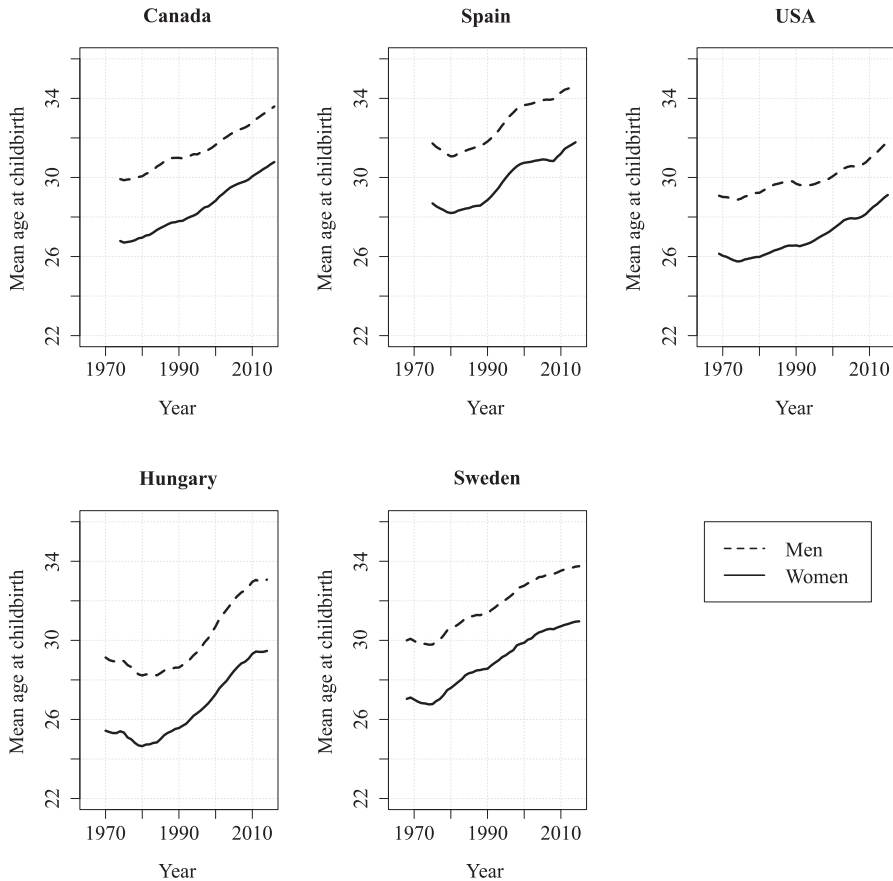 Canada
Spain
USA
Mean age at childbirth
34
30
26
22
1970 1990 2010
Year
Mean age at childbirth
34
30
26
22
1970 1990 2010
Year
Mean age at childbirth
34
30
26
22
1970 1990 2010
Year
Hungary
Sweden
Mean age at childbirth
34
30
26
22
1970 1990 2010
Year
Mean age at childbirth
34
30
26
22
1970 1990 2010
Year
Men
Women